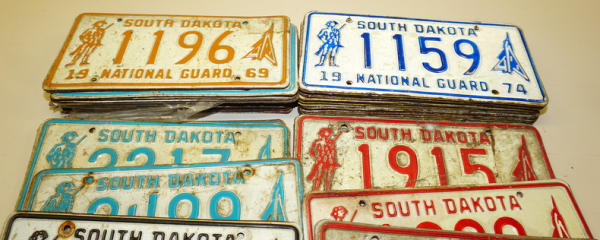 SOUTH DAKOTA
1196
19 NATIONAL GUARD 69
SOUTH DAKOTA
1159
19 NATIONAL GUARD 74
SOUTH DAKOTA
2217
SOUTH DAKOTA
1915
SOUTH DAKOTA
SOUTH DAKOTA
SOUTH DAKOTA